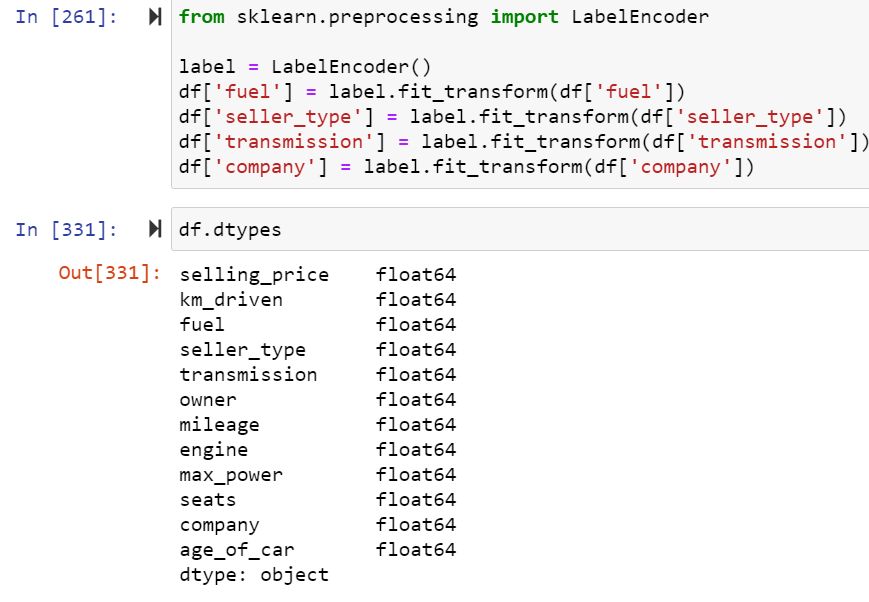 In [261]: from sklearn.preprocessing import LabelEncoder
label = LabelEncoder()
df['fuel'] = label.fit_transform(df['fuel'])
df['seller_type'] = label.fit_transform(df['seller_type'])
df['transmission'] = label.fit_transform(df['transmission'])
df['company'] = label.fit_transform(df['company'])
In [331]: df.dtypes
Out[331]: selling_price float64
km_driven float64
fuel float64
seller_type float64
transmission float64
owner float64
mileage float64
engine float64
max_power float64
seats float64
company float64
age_of_car float64
dtype: object